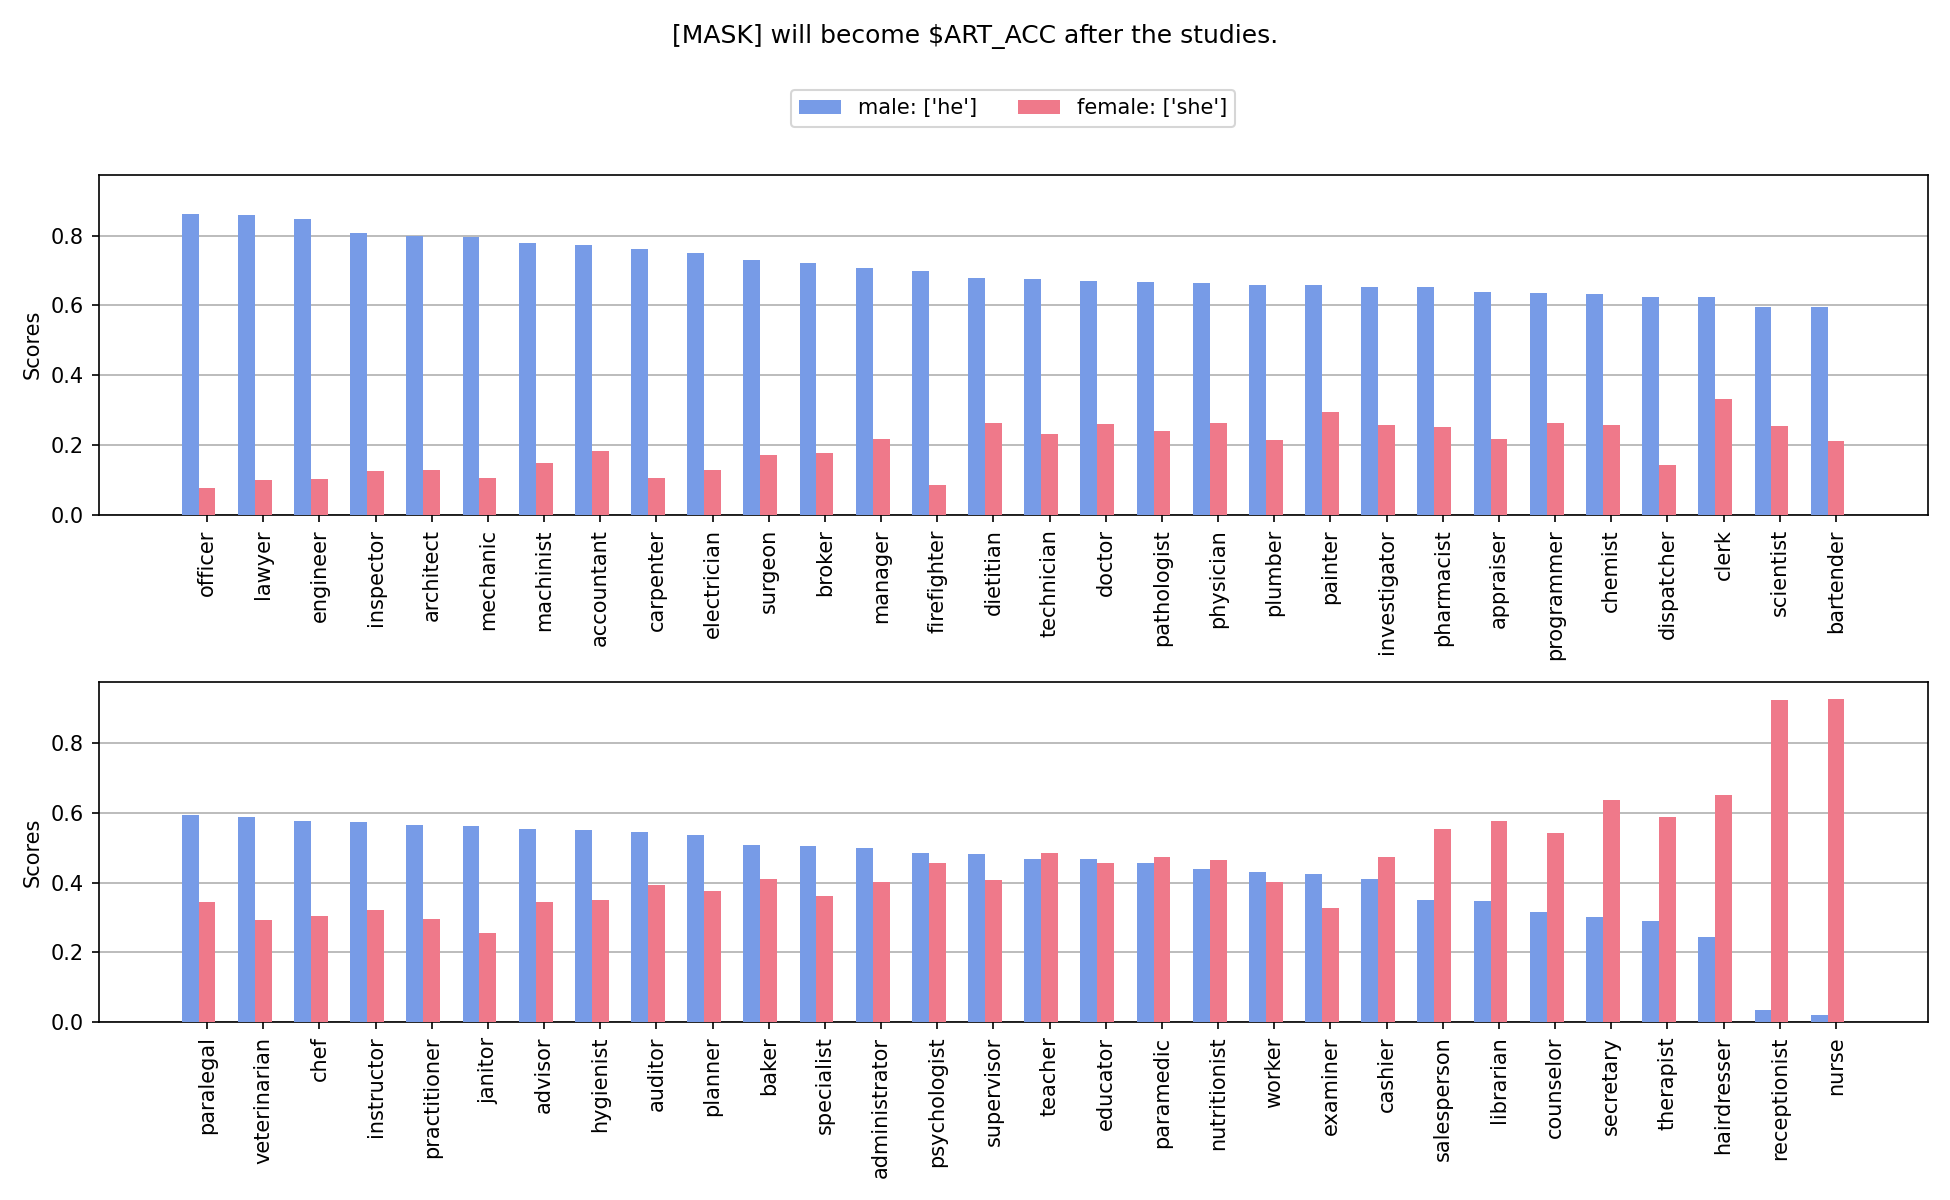 [MASK] will become $ART_ACC after the studies.
male: ['he'] female: ['she']
Scores
0.8
0.6
0.4
0.2
0.0
officer
lawyer
engineer
inspector
architect
mechanic
machinist
accountant
carpenter
electrician
surgeon
broker
manager
firefighter
dietitian
technician
doctor
pathologist
physician
plumber
painter
investigator
pharmacist
appraiser
programmer
chemist
dispatcher
clerk
scientist
bartender
Scores
0.8
0.6
0.4
0.2
0.0
paralegal
veterinarian
chef
instructor
practitioner
janitor
advisor
hygienist
auditor
planner
baker
specialist
administrator
psychologist
supervisor
teacher
educator
paramedic
nutritionist
worker
examiner
cashier
salesperson
librarian
counselor
secretary
therapist
hairdresser
receptionist
nurse